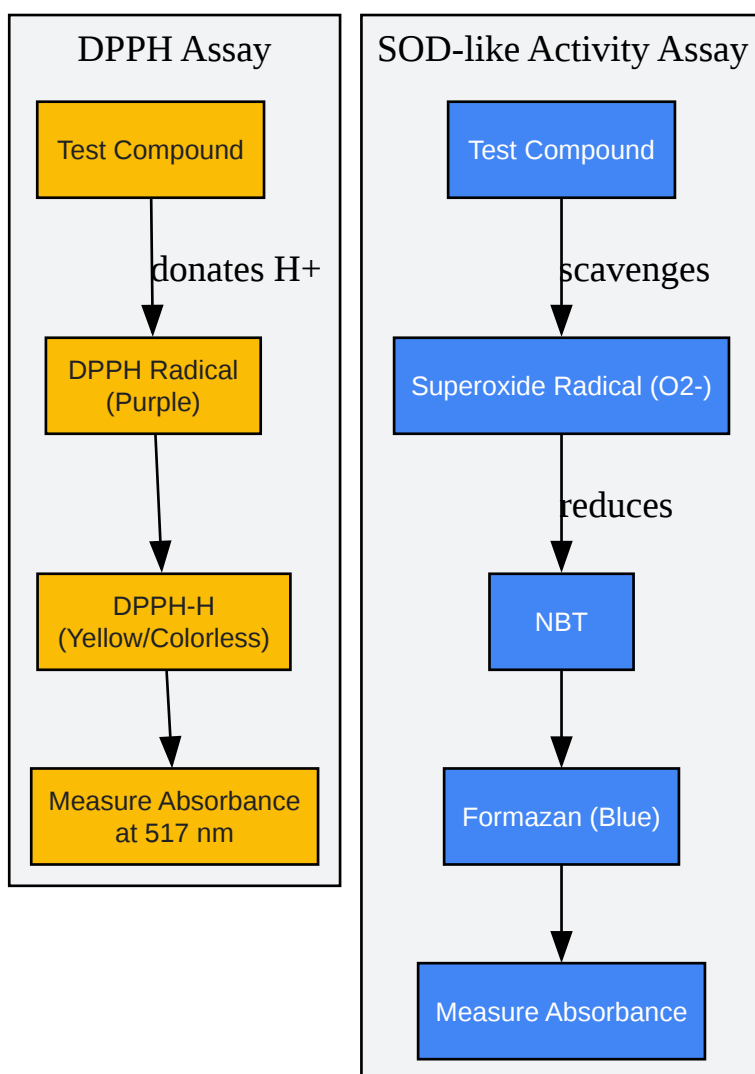 DPPH Assay
Test Compound
donates H+
DPPH Radical
(Purple)
DPPH-H
(Yellow/Colorless)
Measure Absorbance
at 517 nm
SOD-like Activity Assay
Test Compound
scavenges
Superoxide Radical (O2-)
reduces
NBT
Formazan (Blue)
Measure Absorbance